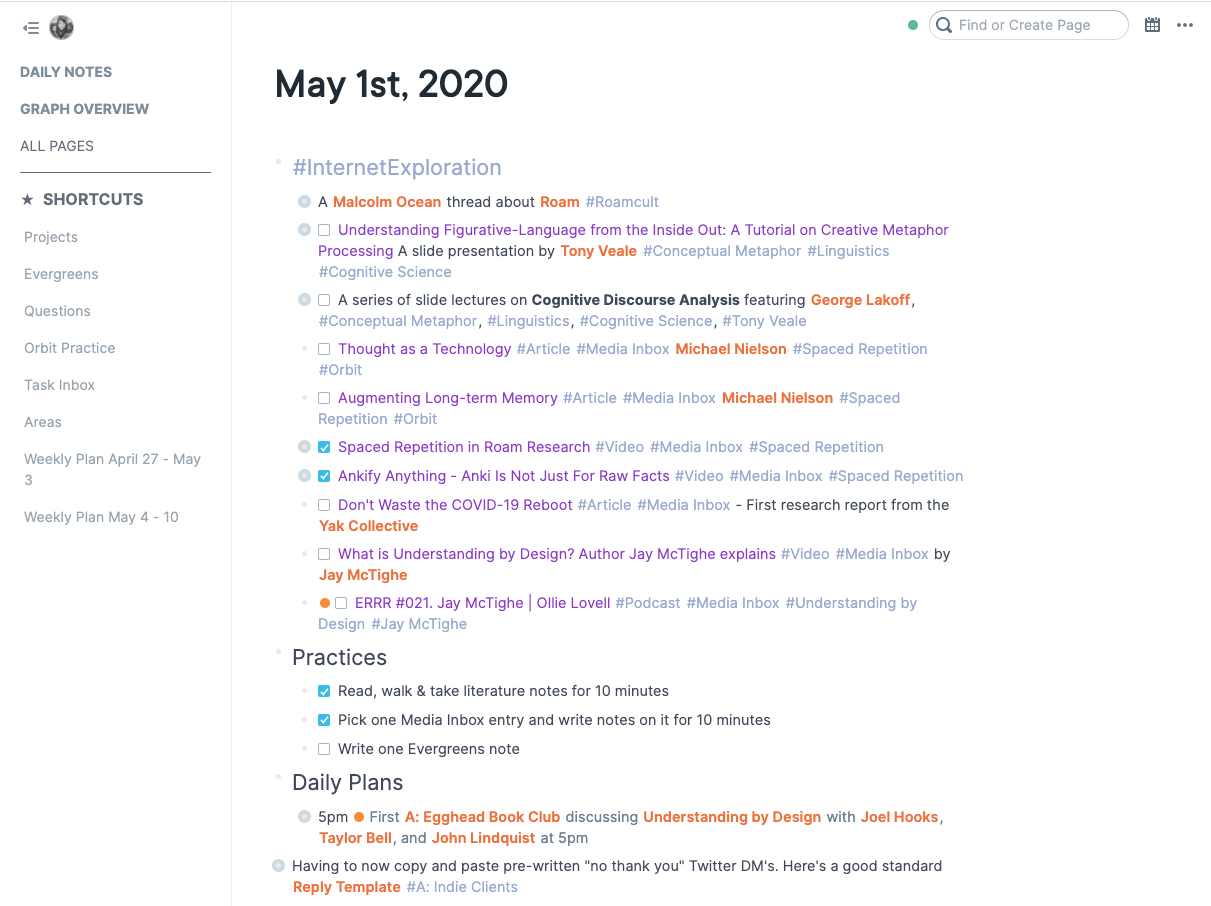 DAILY NOTES
GRAPH OVERVIEW
ALL PAGES
★ SHORTCUTS
Projects
Evergreens
Questions
Orbit Practice
Task Inbox
Areas
Weekly Plan April 27 - May
3
Weekly Plan May 4 - 10
Find or Create Page
May 1st, 2020
#InternetExploration
A Malcolm Ocean thread about Roam #Roamcult
Understanding Figurative-Language from the Inside Out: A Tutorial on Creative Metaphor
Processing A slide presentation by Tony Veale #Conceptual Metaphor #Linguistics
#Cognitive Science
A series of slide lectures on Cognitive Discourse Analysis featuring George Lakoff,
#Conceptual Metaphor, #Linguistics, #Cognitive Science, #Tony Veale
Thought as a Technology #Article #Media Inbox Michael Nielson #Spaced Repetition
#Orbit
Augmenting Long-term Memory #Article #Media Inbox Michael Nielson #Spaced
Repetition #Orbit
Spaced Repetition in Roam Research #Video #Media Inbox #Spaced Repetition
Ankify Anything - Anki Is Not Just For Raw Facts #Video #Media Inbox #Spaced Repetition
Don't Waste the COVID-19 Reboot #Article #Media Inbox - First research report from the
Yak Collective
What is Understanding by Design? Author Jay McTighe explains #Video #Media Inbox by
Jay McTighe
ERRR #021. Jay McTighe | Ollie Lovell #Podcast #Media Inbox #Understanding by
Design #Jay McTighe
Practices
Read, walk & take literature notes for 10 minutes
Pick one Media Inbox entry and write notes on it for 10 minutes
Write one Evergreens note
Daily Plans
5pm First A: Egghead Book Club discussing Understanding by Design with Joel Hooks,
Taylor Bell, and John Lindquist at 5pm
Having to now copy and paste pre-written "no thank you" Twitter DM's. Here's a good standard
Reply Template #A: Indie Clients